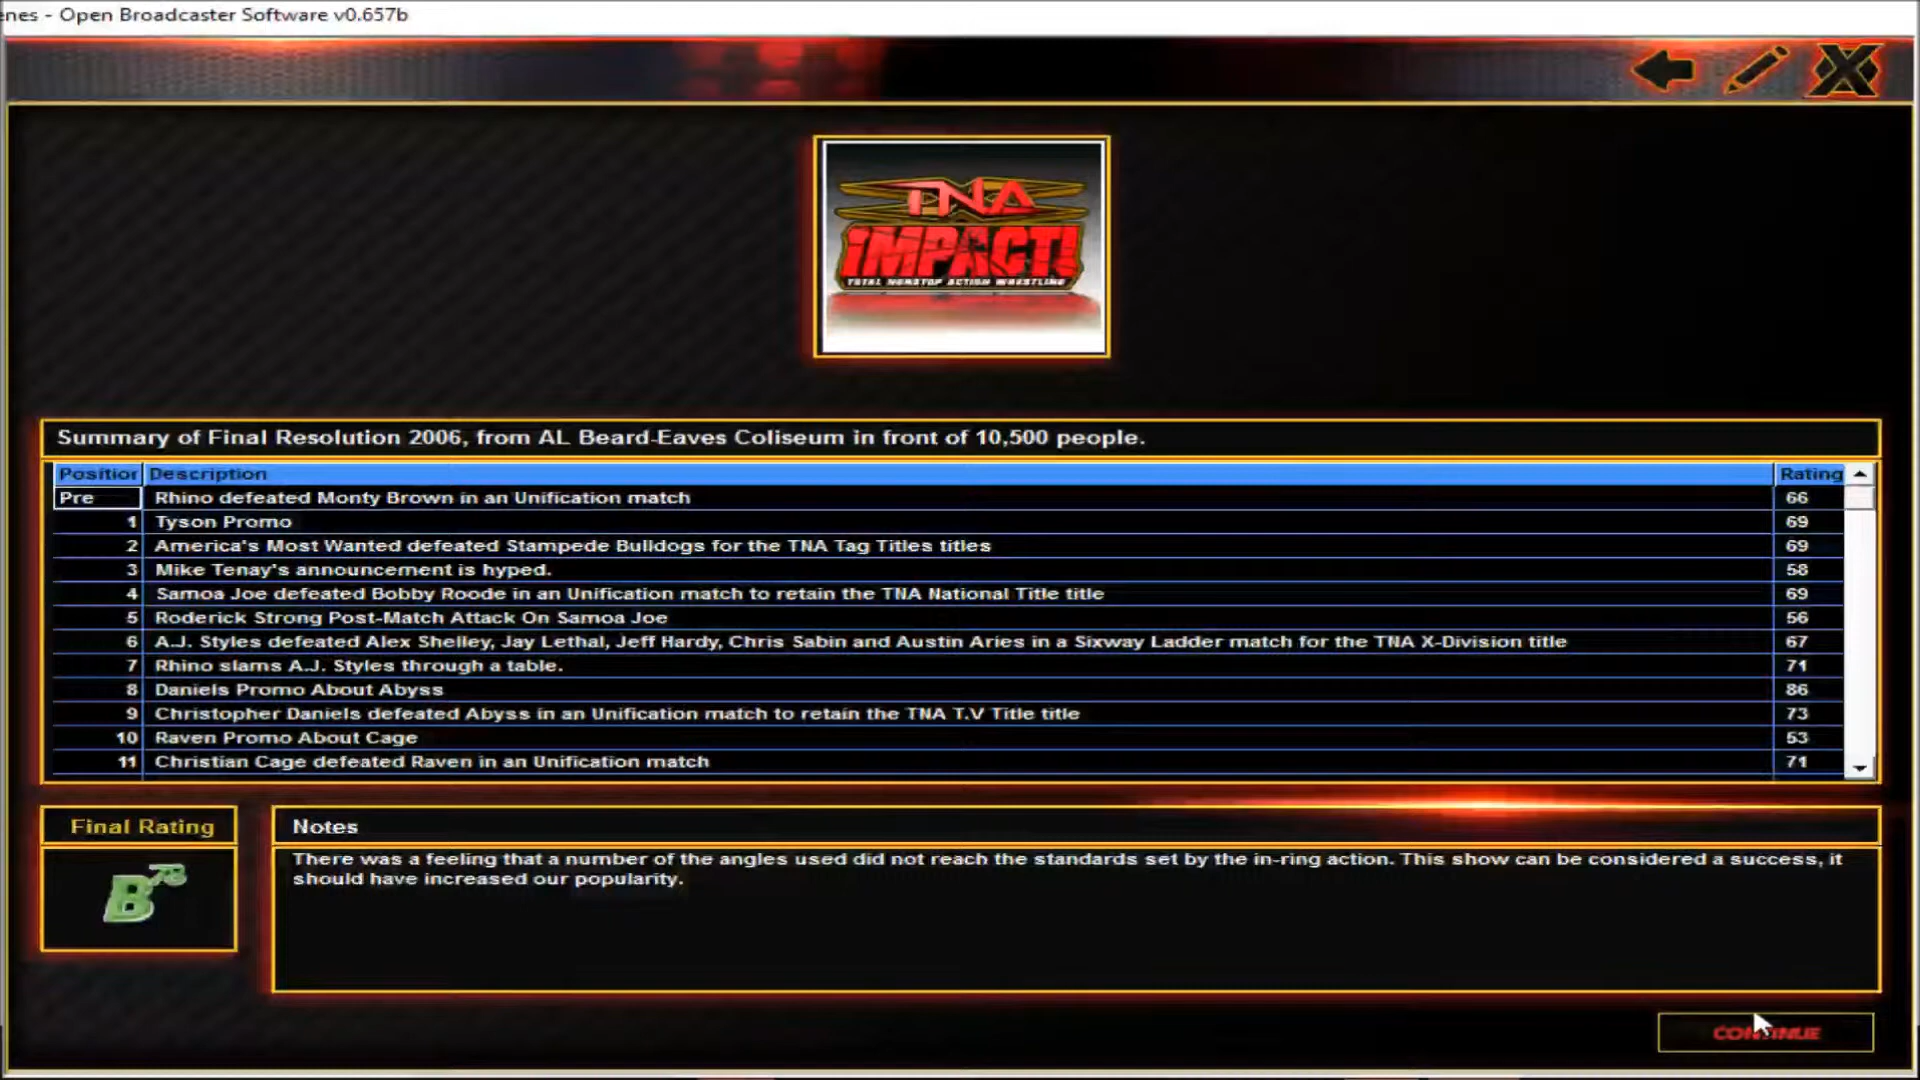 enes - Open Broadcaster Software v0.657b
TNA
iMPACT!
TOTAL NONSTOP ACTION WRESTLING
Summary of Final Resolution 2006, from AL Beard-Eaves Coliseum in front of 10,500 people.
Position Description Rating
Pre Rhino defeated Monty Brown in an Unification match 66
1 Tyson Promo 69
2 America's Most Wanted defeated Stampede Bulldogs for the TNA Tag Titles titles 69
3 Mike Tenay's announcement is hyped. 58
4 Samoa Joe defeated Bobby Roode in an Unification match to retain the TNA National Title title 69
5 Roderick Strong Post-Match Attack On Samoa Joe 56
6 A.J. Styles defeated Alex Shelley, Jay Lethal, Jeff Hardy, Chris Sabin and Austin Aries in a Sixway Ladder match for the TNA X-Division title 67
7 Rhino slams A.J. Styles through a table. 71
8 Daniels Promo About Abyss 86
9 Christopher Daniels defeated Abyss in an Unification match to retain the TNA T.V Title title 73
10 Raven Promo About Cage 53
11 Christian Cage defeated Raven in an Unification match 71
Final Rating
B 78
Notes
There was a feeling that a number of the angles used did not reach the standards set by the in-ring action. This show can be considered a success, it
should have increased our popularity.
CONTINUE